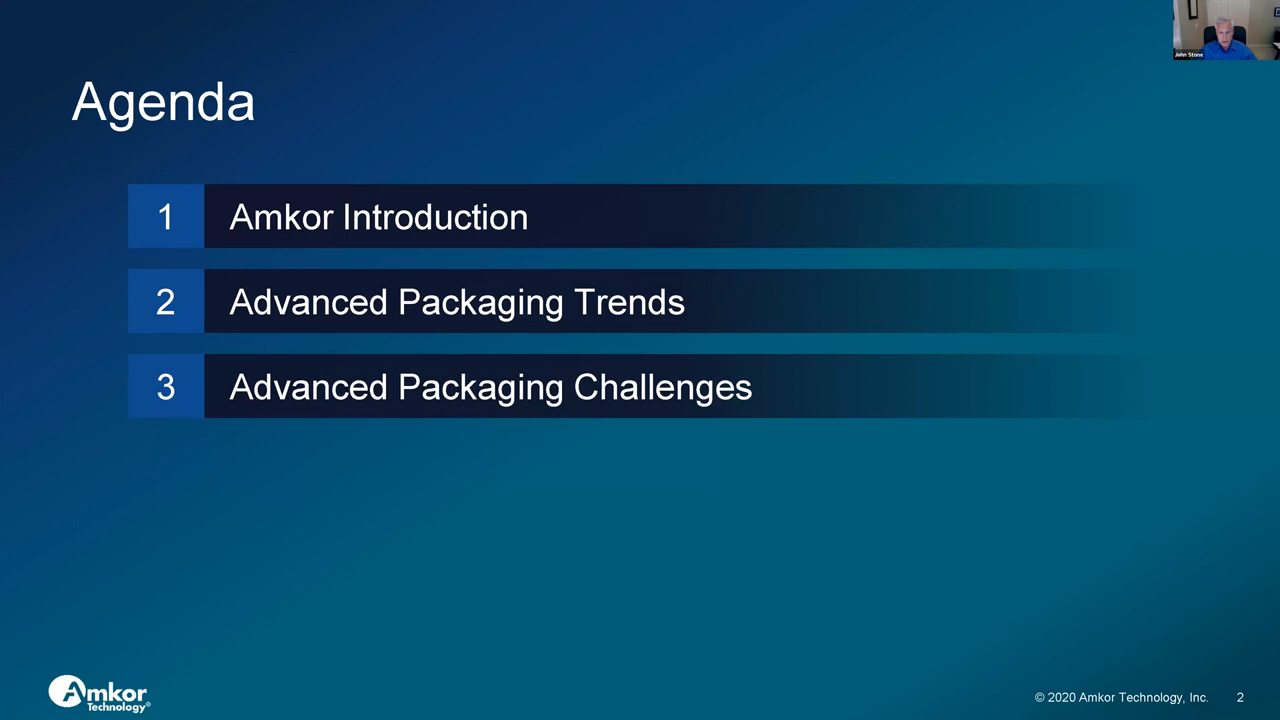 John Stone
Agenda
1 Amkor Introduction
2 Advanced Packaging Trends
3 Advanced Packaging Challenges
Amkor
Technology®
© 2020 Amkor Technology, Inc. 2